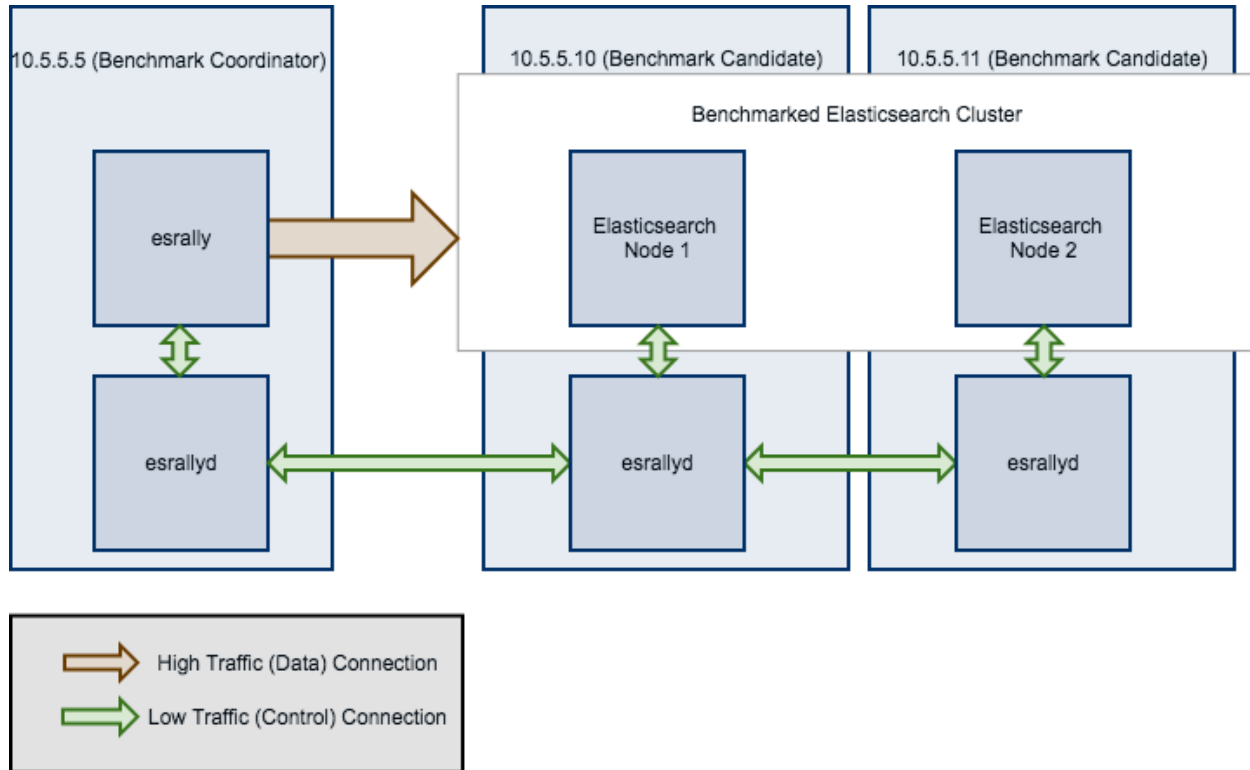 10.5.5.5 (Benchmark Coordinator)
10.5.5.10 (Benchmark Candidate)
10.5.5.11 (Benchmark Candidate)
Benchmarked Elasticsearch Cluster
esrally
Elasticsearch
Node 1
Elasticsearch
Node 2
esrallyd
esrallyd
esrallyd
High Traffic (Data) Connection
Low Traffic (Control) Connection